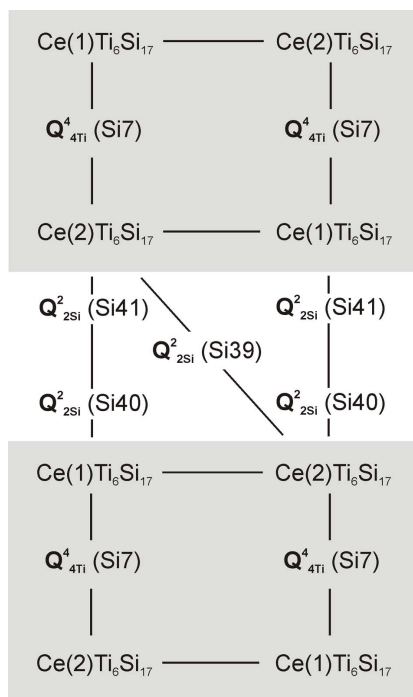 Ce(1)Ti₆Si₁₇ Ce(2)Ti₆Si₁₇
Q⁴₄Ti (Si7) Q⁴₄Ti (Si7)
Ce(2)Ti₆Si₁₇ Ce(1)Ti₆Si₁₇
Q²₂Si (Si41) Q²₂Si (Si41)
Q²₂Si (Si39)
Q²₂Si (Si40) Q²₂Si (Si40)
Ce(1)Ti₆Si₁₇ Ce(2)Ti₆Si₁₇
Q⁴₄Ti (Si7) Q⁴₄Ti (Si7)
Ce(2)Ti₆Si₁₇ Ce(1)Ti₆Si₁₇